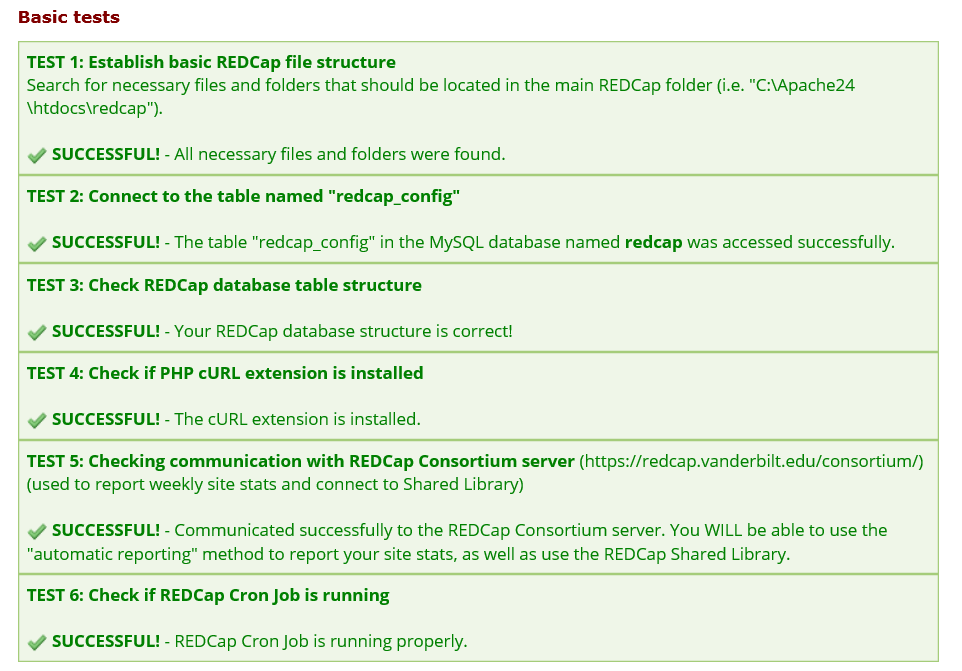 Basic tests
TEST 1: Establish basic REDCap file structure
Search for necessary files and folders that should be located in the main REDCap folder (i.e. "C:\Apache24
\htdocs\redcap").
SUCCESSFUL! - All necessary files and folders were found.
TEST 2: Connect to the table named "redcap_config"
SUCCESSFUL! - The table "redcap_config" in the MySQL database named redcap was accessed successfully.
TEST 3: Check REDCap database table structure
SUCCESSFUL! - Your REDCap database structure is correct!
TEST 4: Check if PHP cURL extension is installed
SUCCESSFUL! - The cURL extension is installed.
TEST 5: Checking communication with REDCap Consortium server (https://redcap.vanderbilt.edu/consortium/)
(used to report weekly site stats and connect to Shared Library)
SUCCESSFUL! - Communicated successfully to the REDCap Consortium server. You WILL be able to use the
"automatic reporting" method to report your site stats, as well as use the REDCap Shared Library.
TEST 6: Check if REDCap Cron Job is running
SUCCESSFUL! - REDCap Cron Job is running properly.